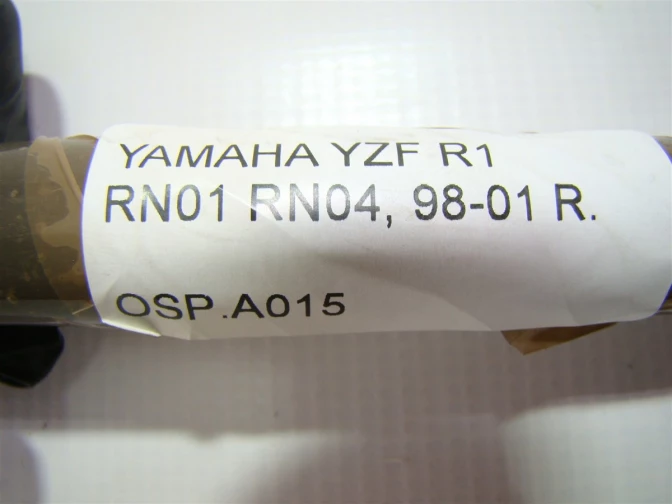 YAMAHA YZF R1
RN01 RN04, 98-01 R.
OSP.A015